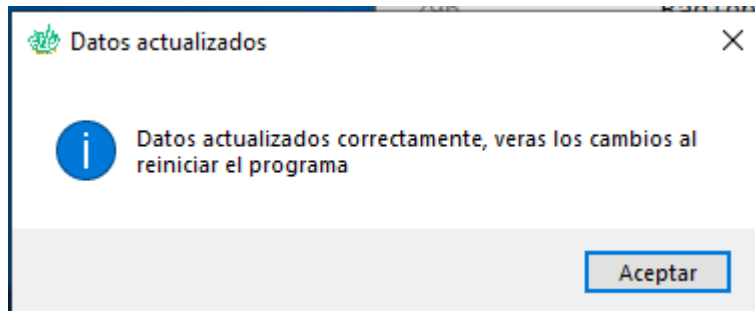 Datos actualizados
Datos actualizados correctamente, veras los cambios al
reiniciar el programa
Aceptar